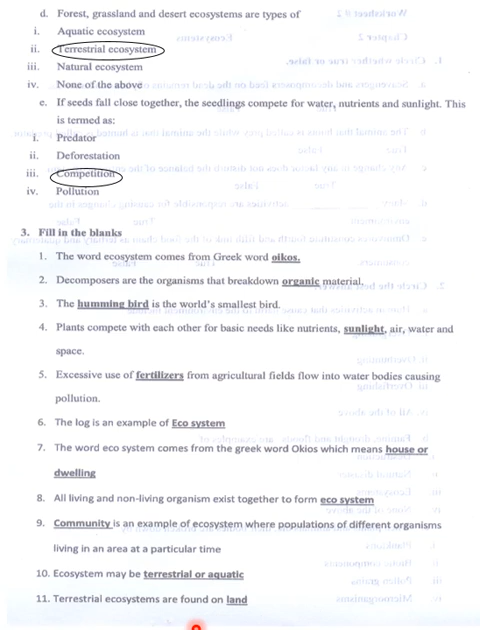 d. Forest, grassland and desert ecosystems are types of
i. Aquatic ecosystem
ii. Terrestrial ecosystem
iii. Natural ecosystem
iv. None of the above
e. If seeds fall close together, the seedlings compete for water, nutrients and sunlight. This
is termed as:
i. Predator
ii. Deforestation
iii. Competition
iv. Pollution
3. Fill in the blanks
1. The word ecosystem comes from Greek word oikos.
2. Decomposers are the organisms that breakdown organic material.
3. The humming bird is the world's smallest bird.
4. Plants compete with each other for basic needs like nutrients, sunlight, air, water and
space.
5. Excessive use of fertilizers from agricultural fields flow into water bodies causing
pollution.
6. The log is an example of Eco system
7. The word eco system comes from the greek word Okios which means house or
dwelling
8. All living and non-living organism exist together to form eco system
9. Community is an example of ecosystem where populations of different organisms
living in an area at a particular time
10. Ecosystem may be terrestrial or aquatic
11. Terrestrial ecosystems are found on land